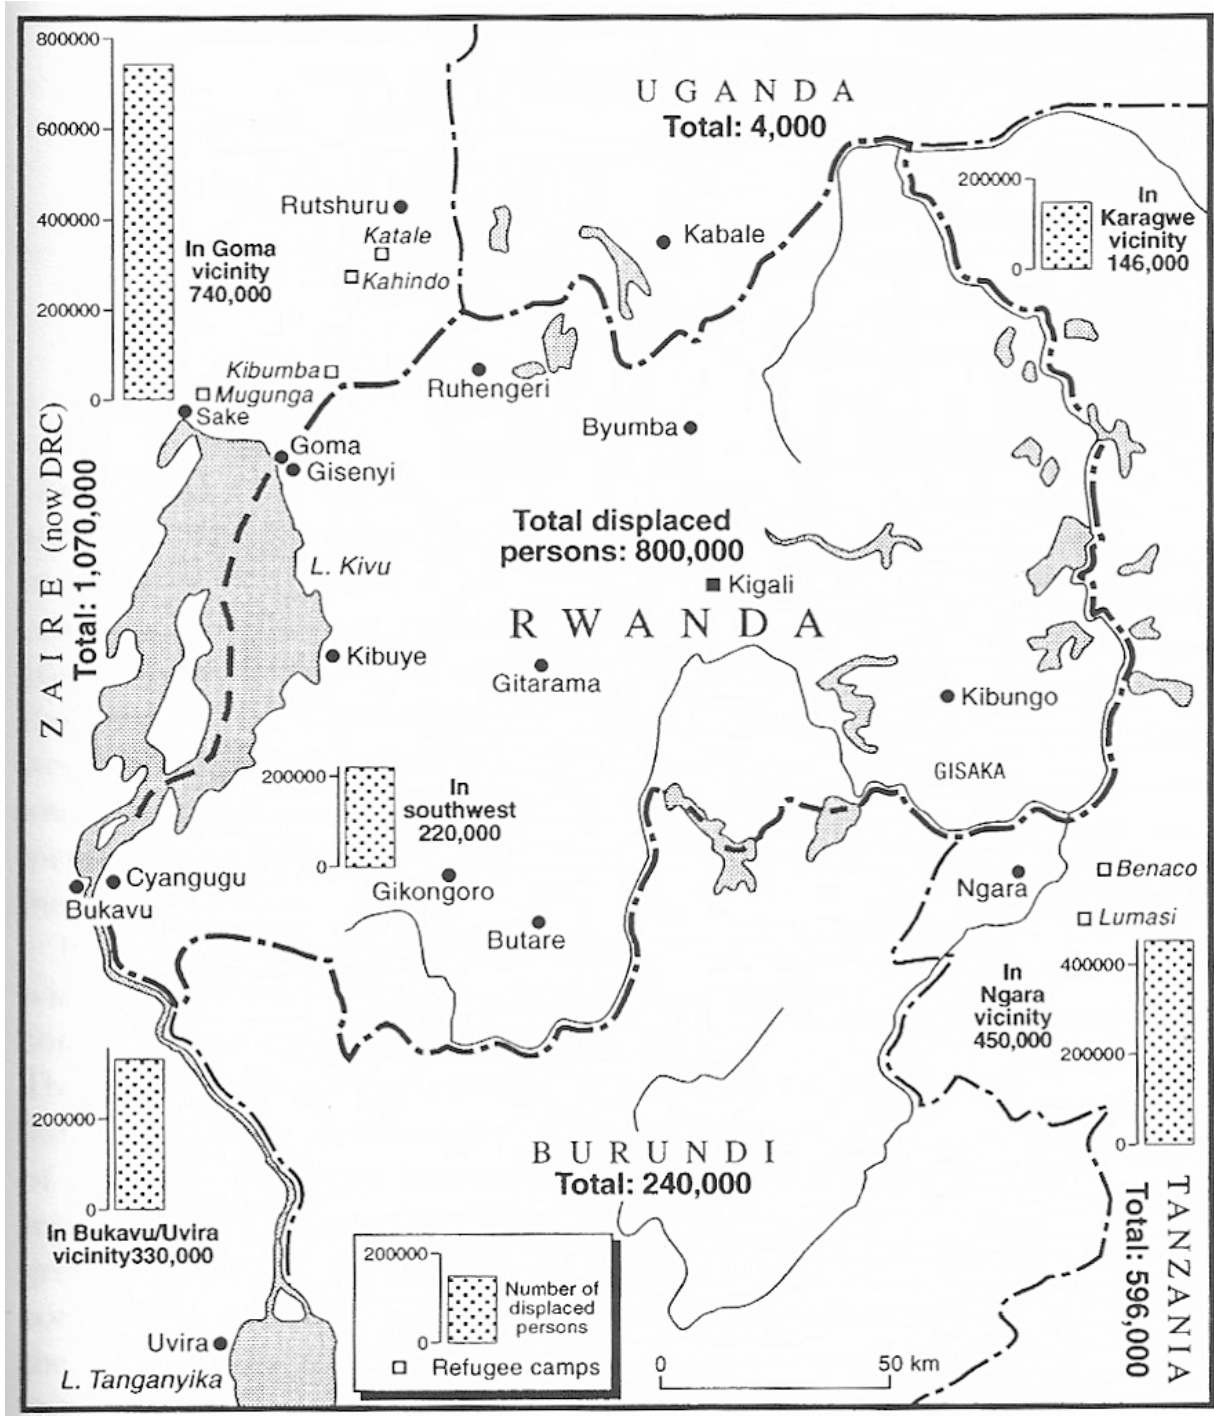 800000
600000
400000
200000
0
In Goma
vicinity
740,000
UGANDA
Total: 4,000
200000
0
In
Karagwe
vicinity
146,000
Rutshuru
Katale
Kahindo
Kabale
Kibumba
Mugunga
Sake
Goma
Gisenyi
Ruhengeri
Byumba
ZAIRE (now DRC)
Total: 1,070,000
L. Kivu
Total displaced
persons: 800,000
Kigali
RWANDA
Kibuye
Gitarama
Kibungo
GISAKA
200000
0
In
southwest
220,000
Cyangugu
Bukavu
Gikongoro
Butare
Ngara
Benaco
Lumasi
In
Ngara
vicinity
450,000
400000
200000
0
200000
0
In Bukavu/Uvira
vicinity330,000
BURUNDI
Total: 240,000
TANZANIA
Total: 596,000
Uvira
L. Tanganyika
200000
0
Number of
displaced
persons
Refugee camps
0 50 km